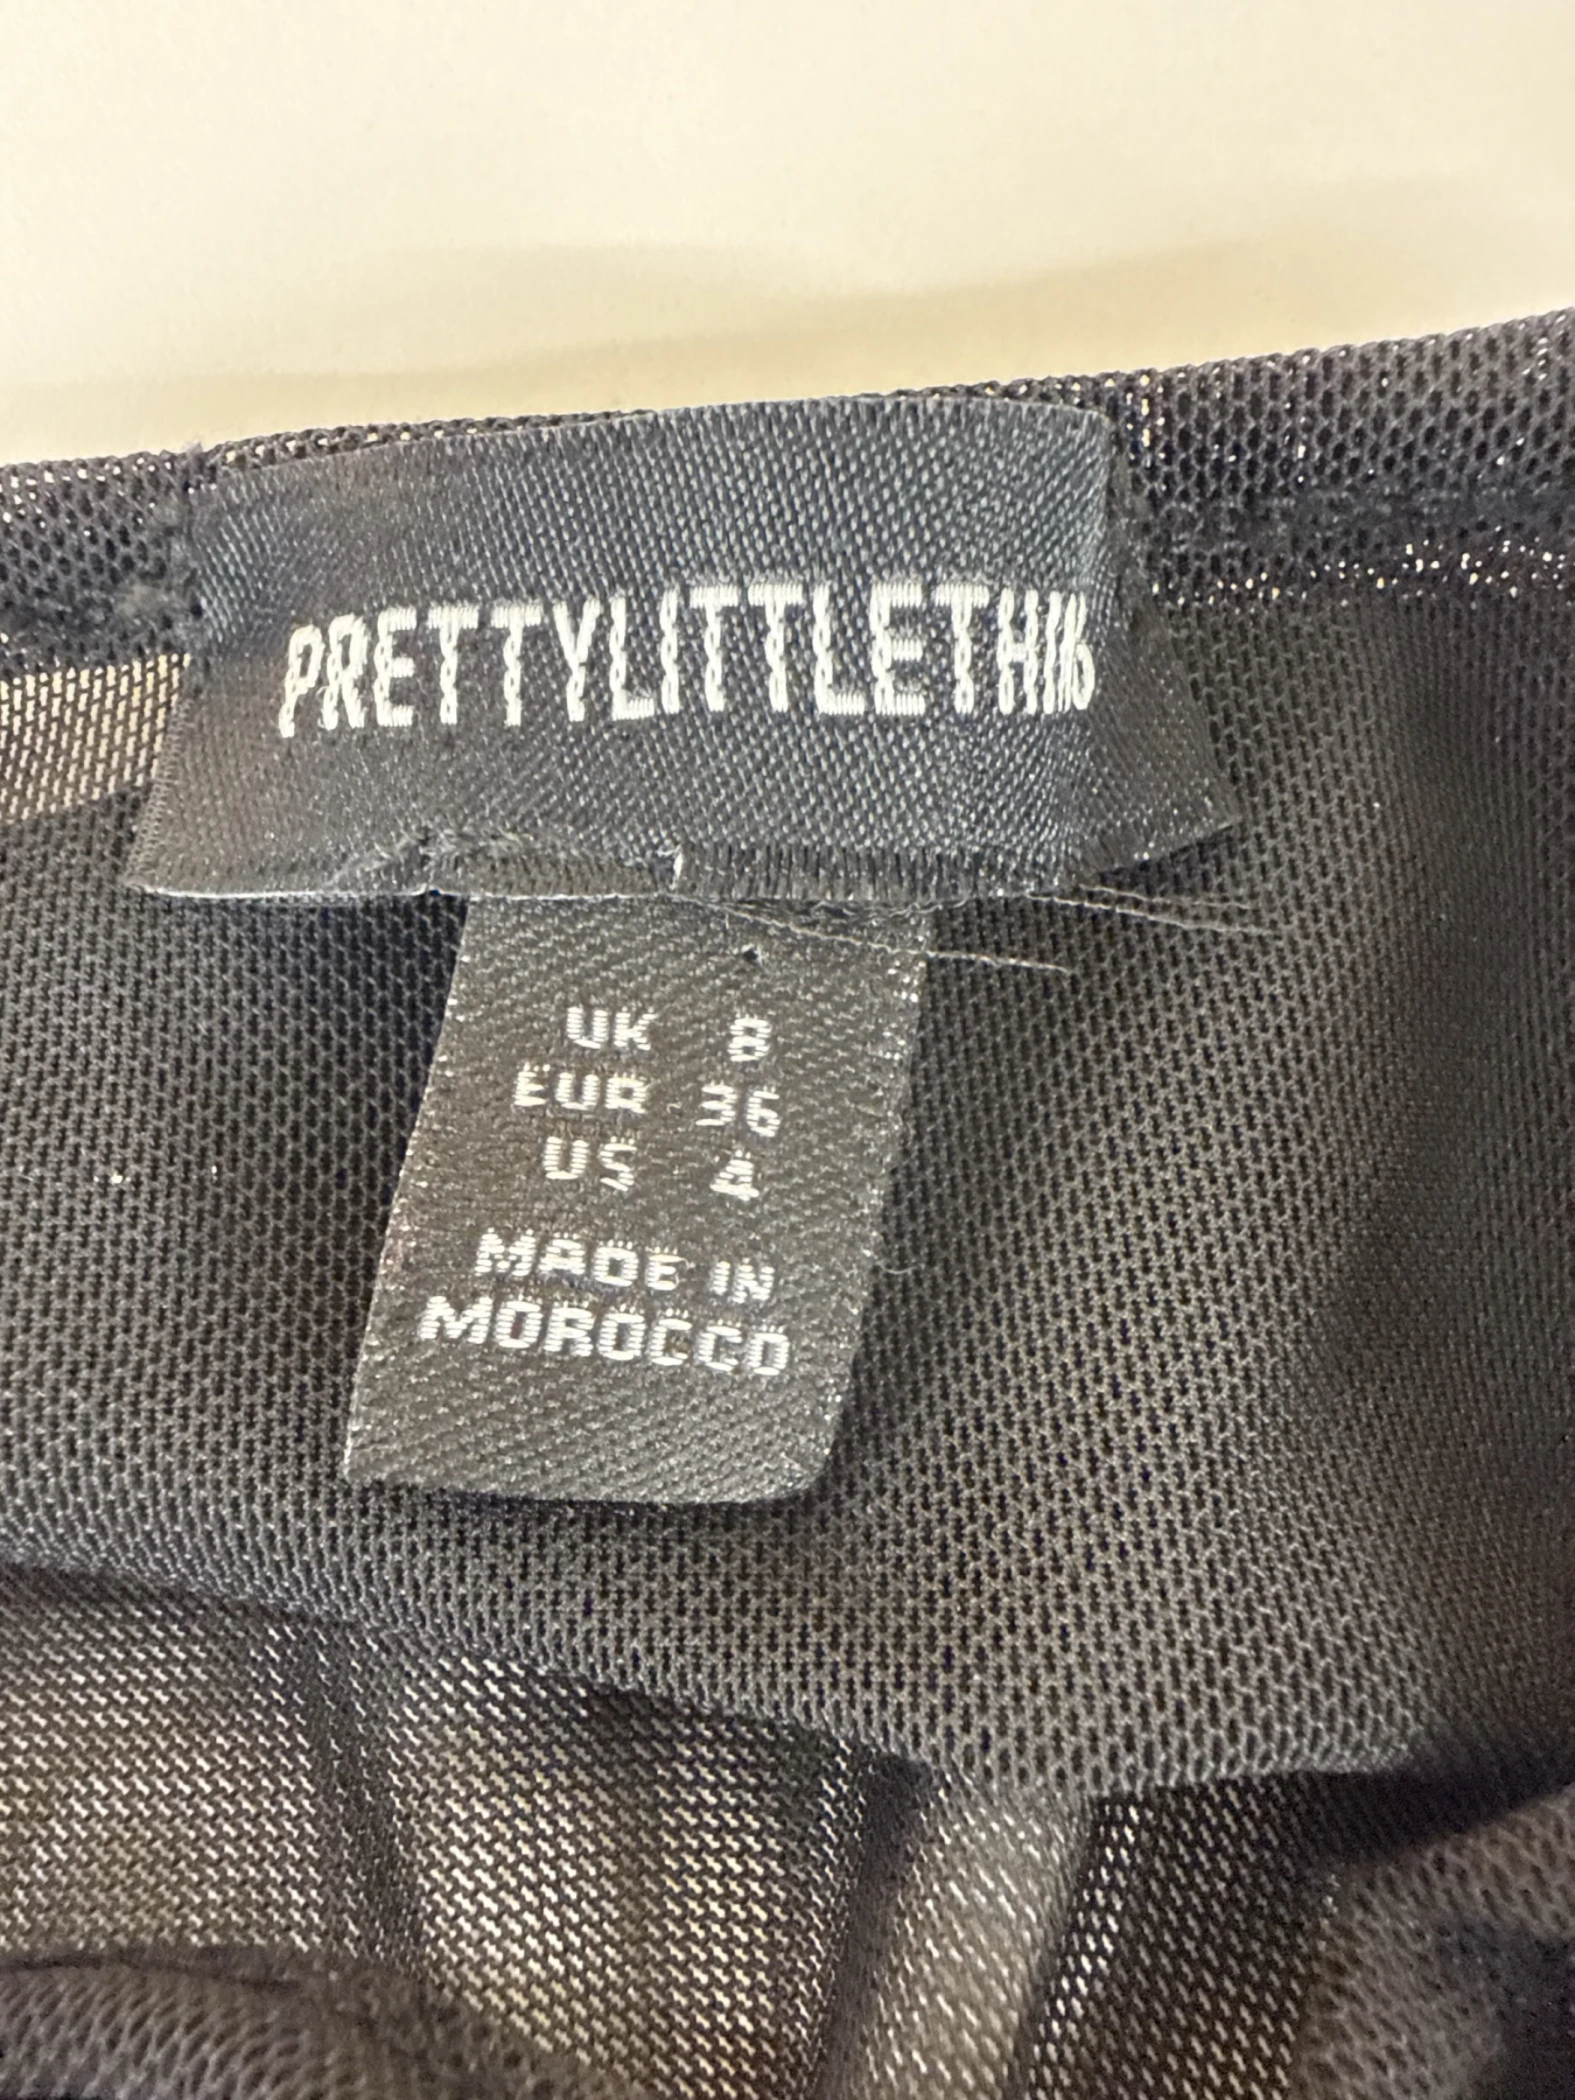 PRETTYLITTLETHING
UK 8
EUR 36
US 4
MADE IN
MOROCCO